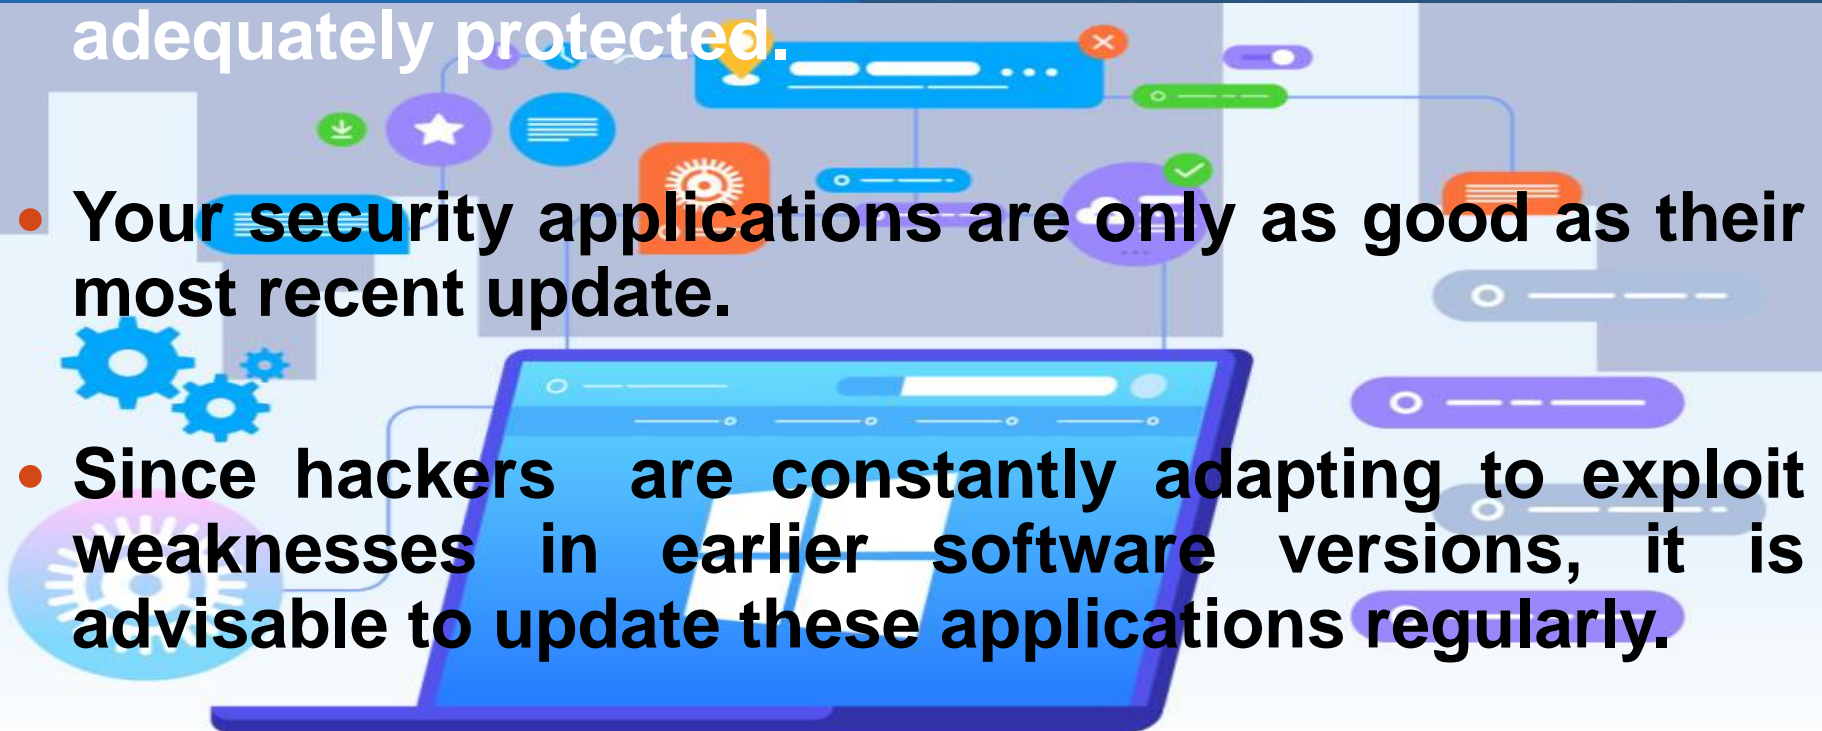 adequately protected.
• Your security applications are only as good as their
most recent update.
• Since hackers are constantly adapting to exploit
weaknesses in earlier software versions, it is
advisable to update these applications regularly.